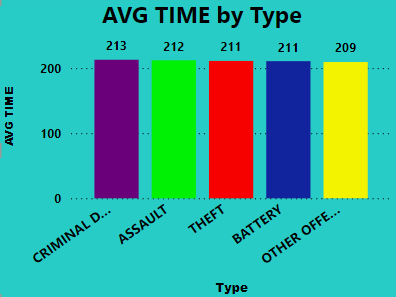 AVG TIME by Type
213 212 211 211 209
200
100
0
AVG TIME
CRIMINAL D... ASSAULT THEFT BATTERY OTHER OFFE...
Type